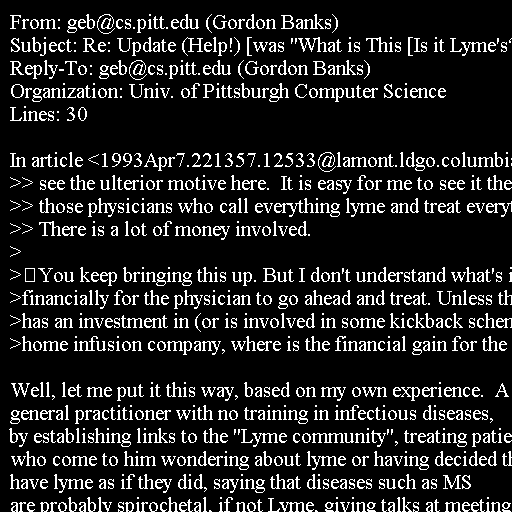 From: geb@cs.pitt.edu (Gordon Banks)
Subject: Re: Update (Help!) [was "What is This [Is it Lyme's
Reply-To: geb@cs.pitt.edu (Gordon Banks)
Organization: Univ. of Pittsburgh Computer Science
Lines: 30

In article <1993Apr7.221357.12533@lamont.ldgo.columbi
>> see the ulterior motive here.  It is easy for me to see it the
>> those physicians who call everything lyme and treat everyt
>> There is a lot of money involved.
>
>You keep bringing this up. But I don't understand what's i
>financially for the physician to go ahead and treat. Unless th
>has an investment in (or is involved in some kickback schem
>home infusion company, where is the financial gain for the

Well, let me put it this way, based on my own experience.  A
general practitioner with no training in infectious diseases,
by establishing links to the "Lyme community", treating patie
who come to him wondering about lyme or having decided th
have lyme as if they did, saying that diseases such as MS
are probably spirochetal, if not Lyme, giving talks at meeting